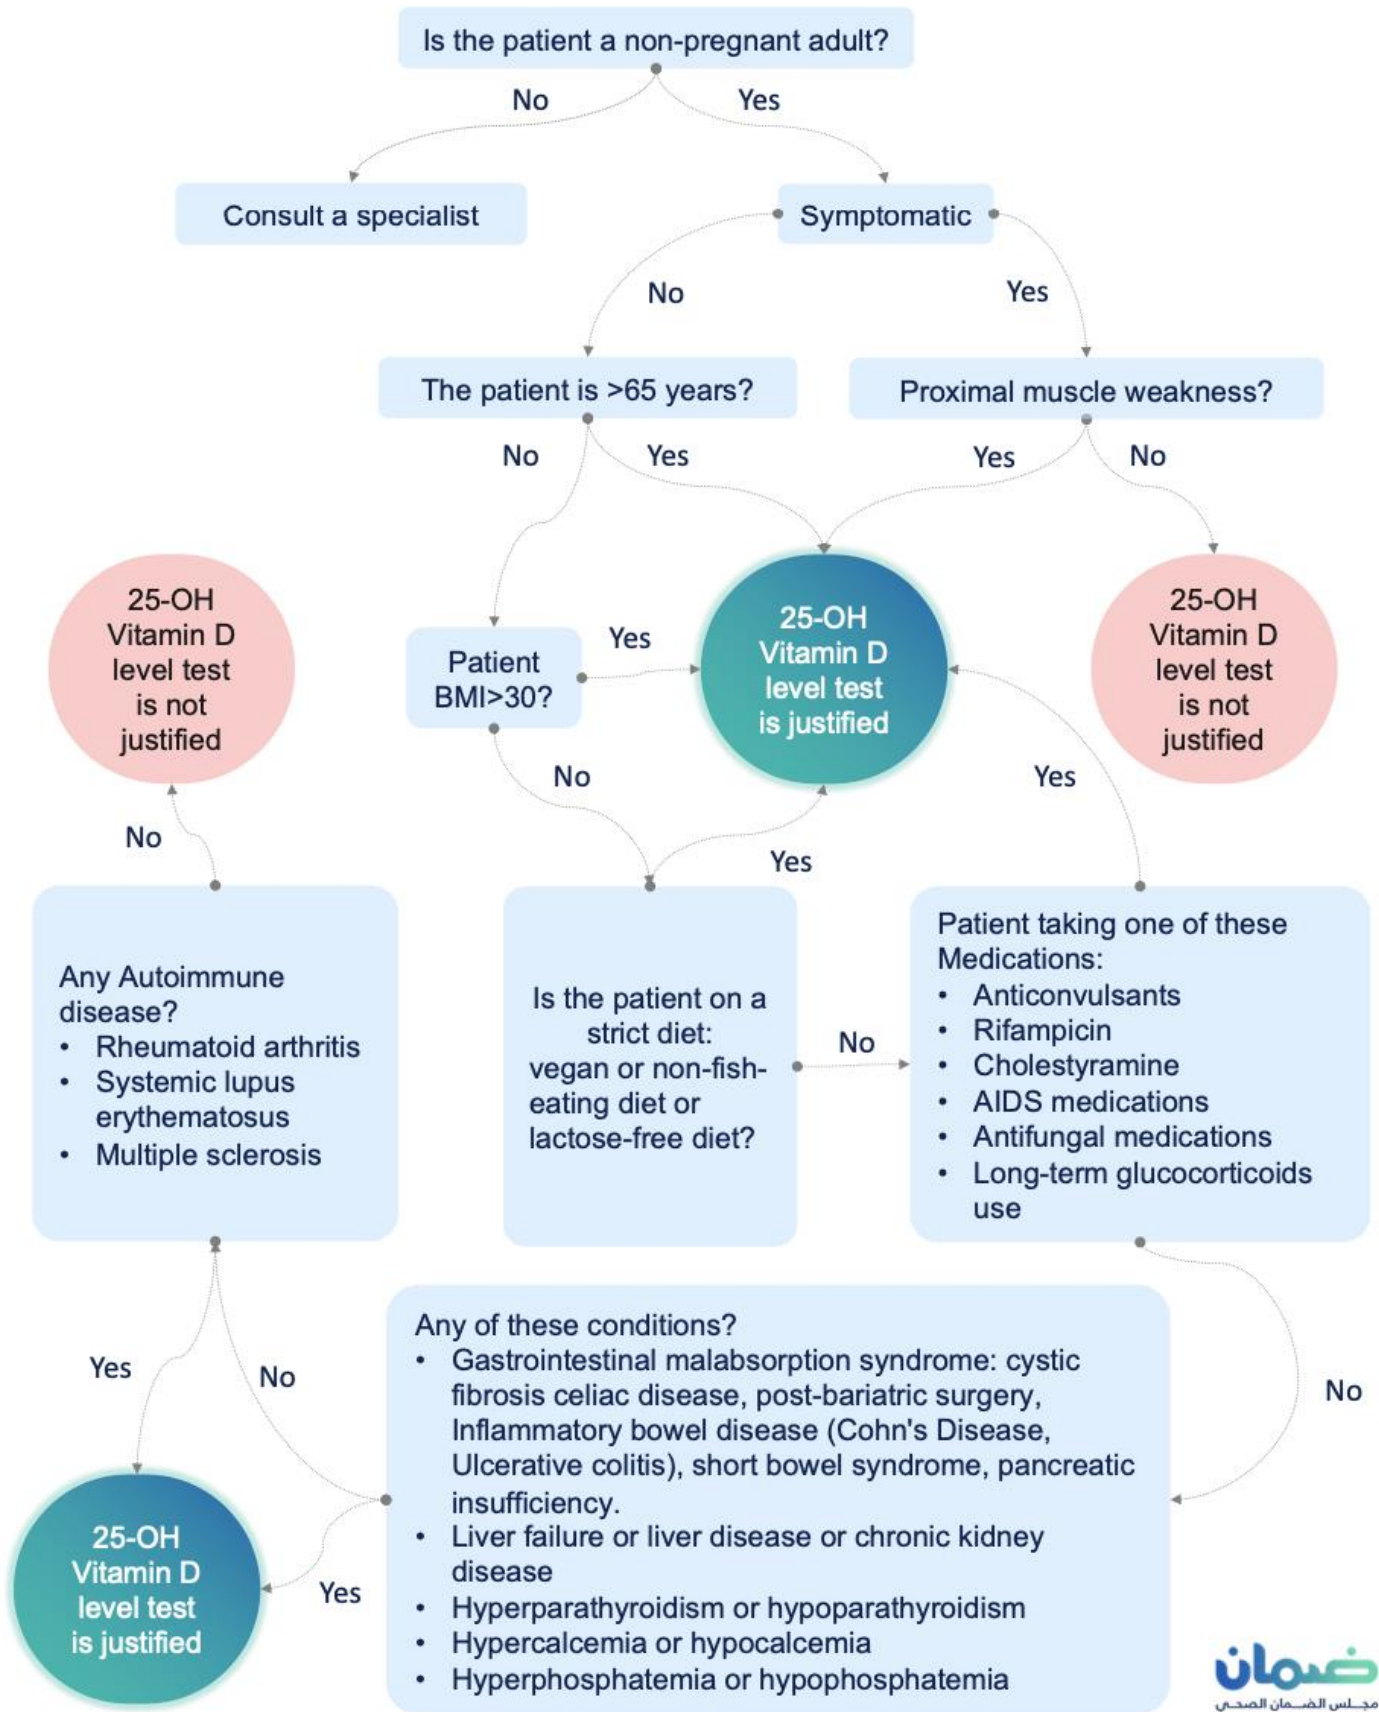 Is the patient a non-pregnant adult?
No
Yes
Consult a specialist
Symptomatic
No
Yes
The patient is >65 years?
Proximal muscle weakness?
No
Yes
Yes
No
25-OH
Vitamin D
level test
is not
justified
Patient
BMI>30?
Yes
25-OH
Vitamin D
level test
is justified
25-OH
Vitamin D
level test
is not
justified
No
Yes
No
Yes
Any Autoimmune
disease?
• Rheumatoid arthritis
• Systemic lupus
erythematosus
• Multiple sclerosis
Is the patient on a
strict diet:
vegan or non-fish-
eating diet or
lactose-free diet?
No
Patient taking one of these
Medications:
• Anticonvulsants
• Rifampicin
• Cholestyramine
• AIDS medications
• Antifungal medications
• Long-term glucocorticoids
use
Yes
No
Any of these conditions?
• Gastrointestinal malabsorption syndrome: cystic
fibrosis celiac disease, post-bariatric surgery,
Inflammatory bowel disease (Cohn's Disease,
Ulcerative colitis), short bowel syndrome, pancreatic
insufficiency.
• Liver failure or liver disease or chronic kidney
disease
• Hyperparathyroidism or hypoparathyroidism
• Hypercalcemia or hypocalcemia
• Hyperphosphatemia or hypophosphatemia
No
Yes
25-OH
Vitamin D
level test
is justified
ضمان
مجلس الضمان الصحي